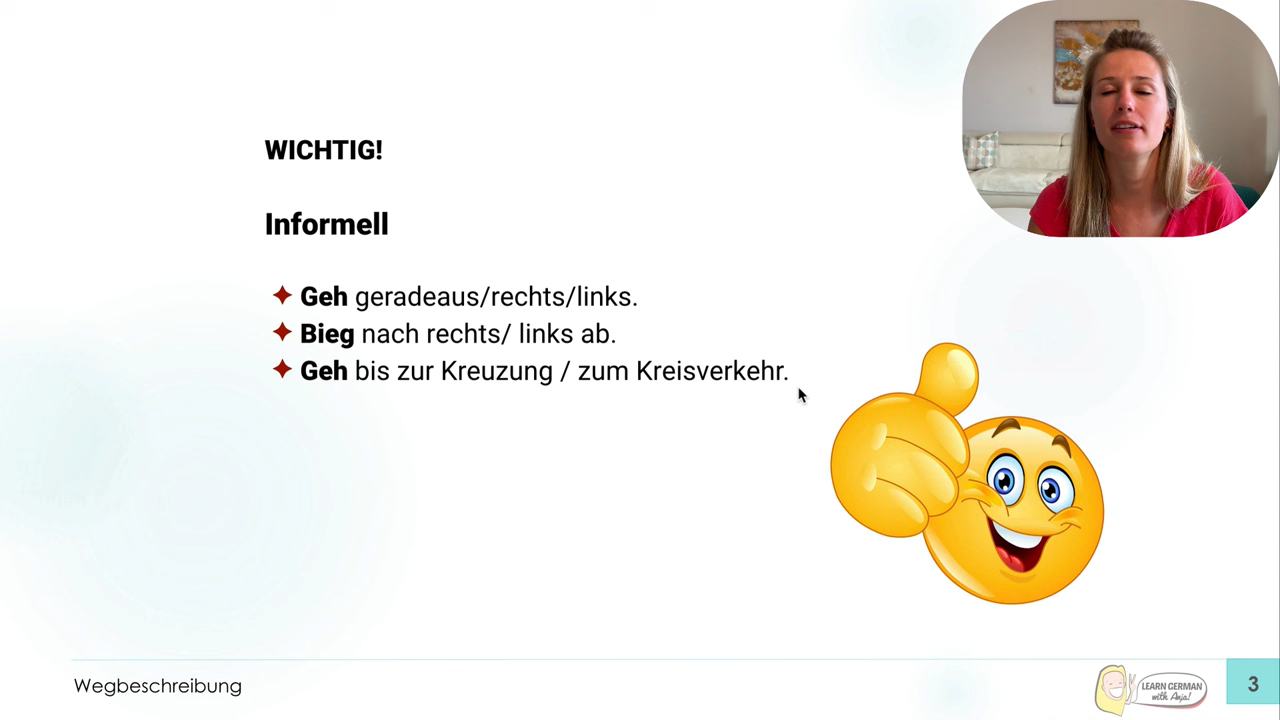 WICHTIG!
Informell
Geh geradeaus/rechts/links.
Bieg nach rechts/ links ab.
Geh bis zur Kreuzung / zum Kreisverkehr.
Wegbeschreibung
LEARN GERMAN
with Anja!
3